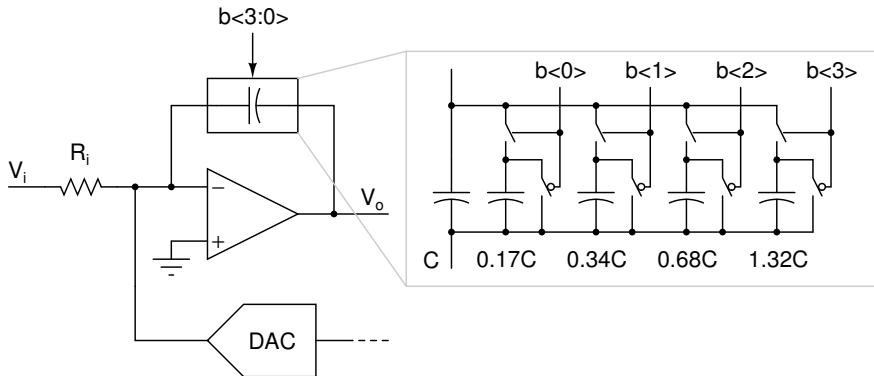 b<3:0>
b<0> b<1> b<2> b<3>
V_i
R_i
−
+
V_o
C 0.17C 0.34C 0.68C 1.32C
DAC